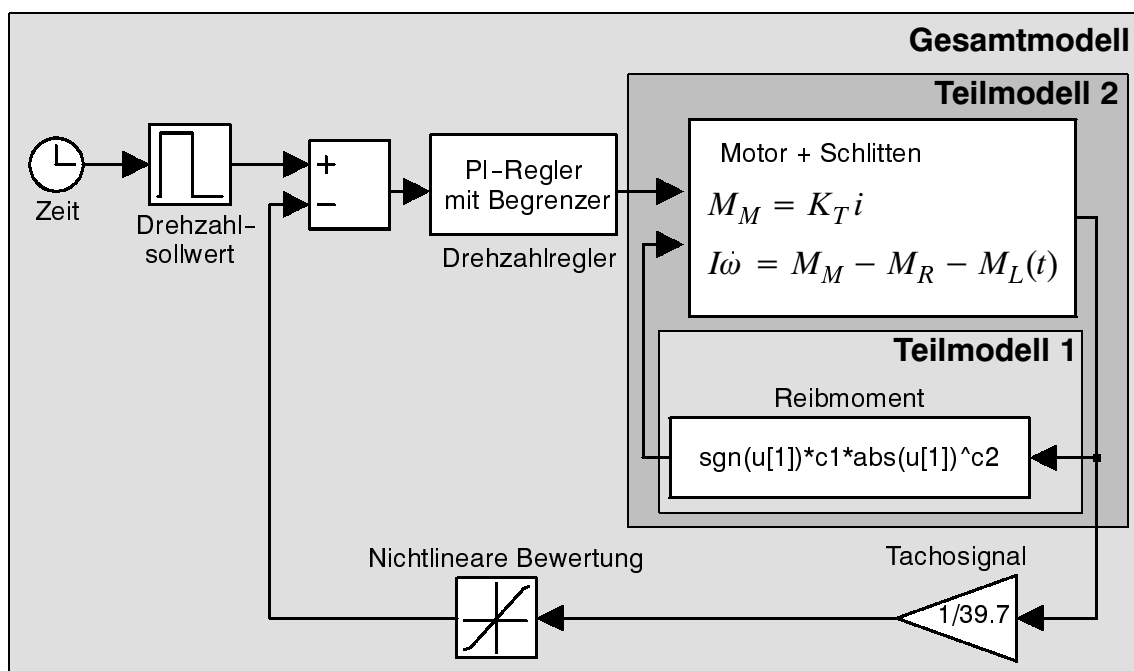 Gesamtmodell
Teilmodell 2
Zeit
Drehzahl-
sollwert
+
−
PI-Regler
mit Begrenzer
Drehzahlregler
Motor + Schlitten
M_M = K_T i
Iω̇ = M_M − M_R − M_L(t)
Teilmodell 1
Reibmoment
sgn(u[1])*c1*abs(u[1])^c2
Nichtlineare Bewertung
Tachosignal
1/39.7